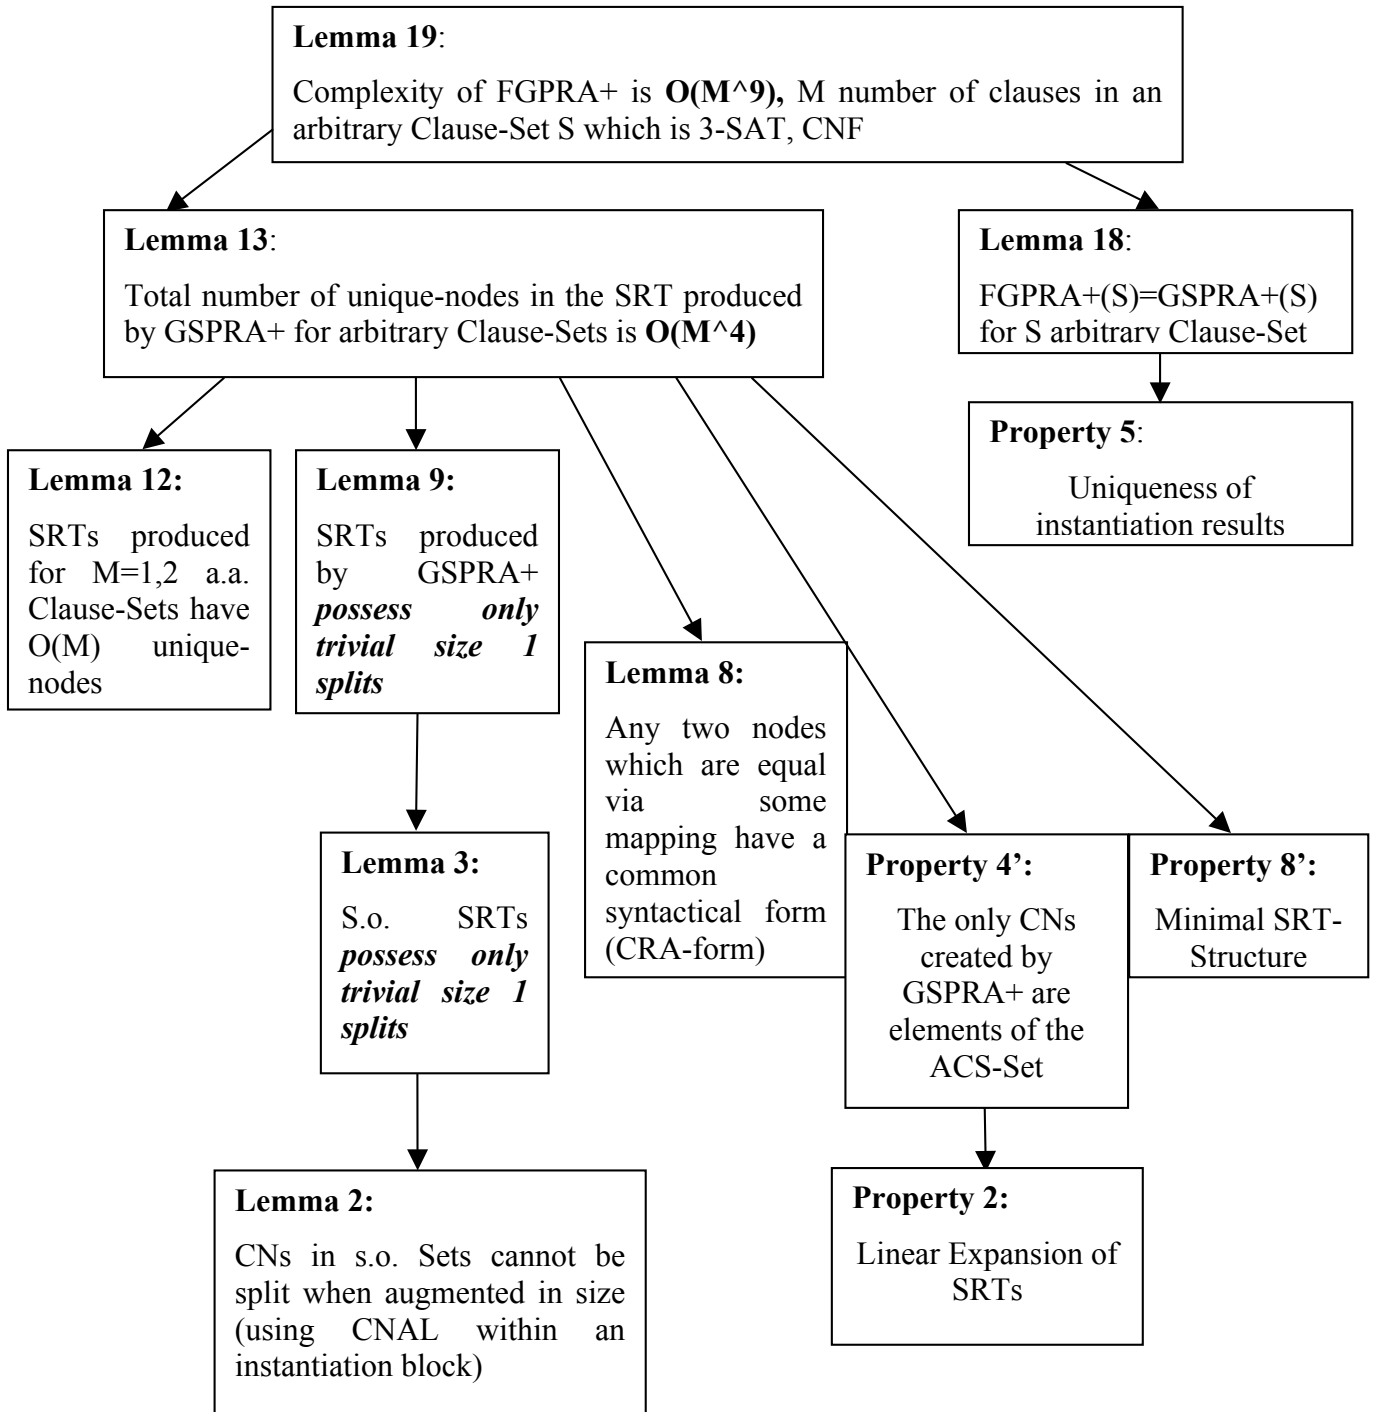 Lemma 19:
Complexity of FGPRA+ is O(M^9), M number of clauses in an
arbitrary Clause-Set S which is 3-SAT, CNF
Lemma 13:
Total number of unique-nodes in the SRT produced
by GSPRA+ for arbitrary Clause-Sets is O(M^4)
Lemma 18:
FGPRA+(S)=GSPRA+(S)
for S arbitrary Clause-Set
Property 5:
Uniqueness of
instantiation results
Lemma 12:
SRTs produced
for M=1,2 a.a.
Clause-Sets have
O(M) unique-
nodes
Lemma 9:
SRTs produced
by GSPRA+
possess only
trivial size 1
splits
Lemma 8:
Any two nodes
which are equal
via some
mapping have a
common
syntactical form
(CRA-form)
Lemma 3:
S.o. SRTs
possess only
trivial size 1
splits
Property 4’:
The only CNs
created by
GSPRA+ are
elements of the
ACS-Set
Property 8’:
Minimal SRT-
Structure
Lemma 2:
CNs in s.o. Sets cannot be
split when augmented in size
(using CNAL within an
instantiation block)
Property 2:
Linear Expansion of
SRTs